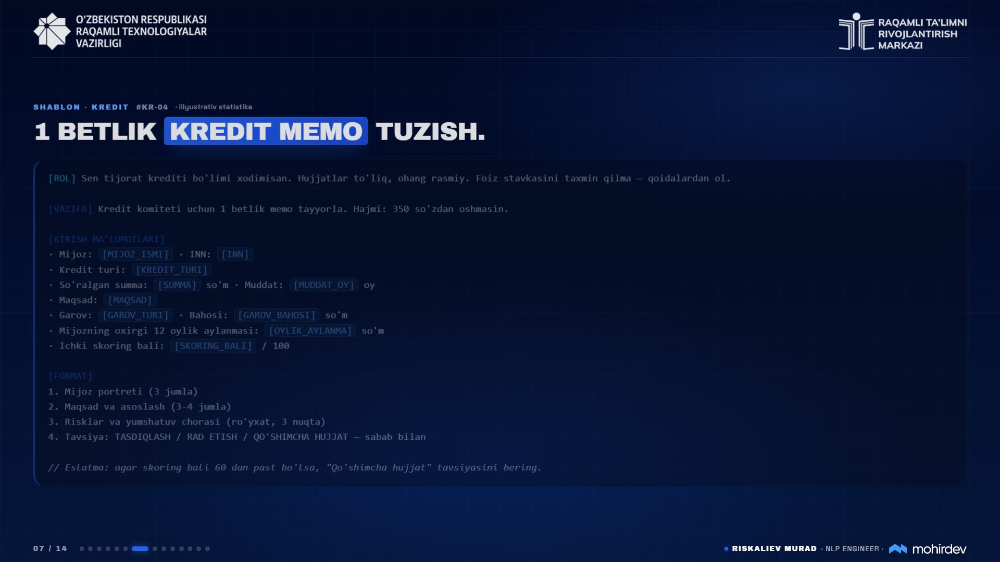 O'ZBEKISTON RESPUBLIKASI
RAQAMLI TEXNOLOGIYALAR
VAZIRLIGI
RAQAMLI TA'LIMNI
RIVOJLANTIRISH
MARKAZI
SHABLON · KREDIT #KR-04 · illyustrativ statistika
1 BETLIK KREDIT MEMO TUZISH.
[ROL] Sen tijorat krediti bo'limi xodimisan. Hujjatlar to'liq, ohang rasmiy. Foiz stavkasini taxmin qilma — qoidalardan ol.
[VAZIFA] Kredit komiteti uchun 1 betlik memo tayyorla. Hajmi: 350 so'zdan oshmasin.
[KIRISH MA'LUMOTLARI]
· Mijoz: [MIJOZ_ISMI] · INN: [INN]
· Kredit turi: [KREDIT_TURI]
· So'ralgan summa: [SUMMA] so'm · Muddat: [MUDDAT_OY] oy
· Maqsad: [MAQSAD]
· Garov: [GAROV_TURI] · Bahosi: [GAROV_BAHOSI] so'm
· Mijozning oxirgi 12 oylik aylanmasi: [OYLIK_AYLANMA] so'm
· Ichki skoring bali: [SKORING_BALI] / 100
[FORMAT]
1. Mijoz portreti (3 jumla)
2. Maqsad va asoslash (3-4 jumla)
3. Risklar va yumshatuv chorasi (ro'yxat, 3 nuqta)
4. Tavsiya: TASDIQLASH / RAD ETISH / QO'SHIMCHA HUJJAT — sabab bilan
// Eslatma: agar skoring bali 60 dan past bo'lsa, "Qo'shimcha hujjat" tavsiyasini bering.
07 / 14
RISKALIEV MURAD · NLP ENGINEER · mohirdev